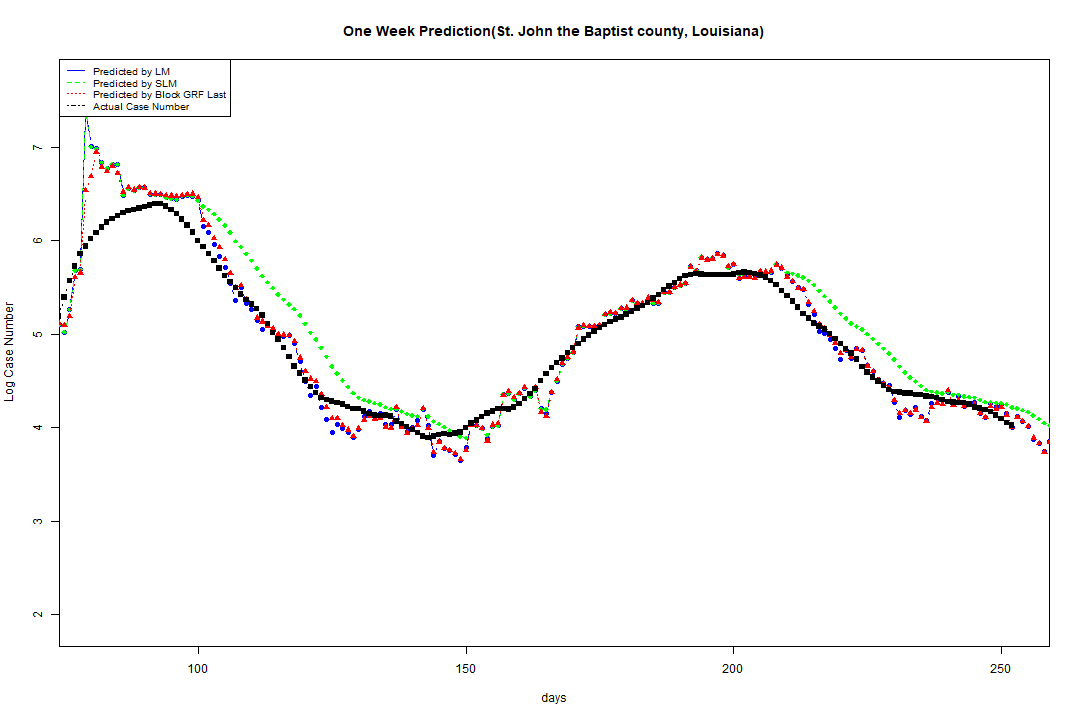 One Week Prediction(St. John the Baptist county, Louisiana)
Predicted by LM
Predicted by SLM
Predicted by Block GRF Last
Actual Case Number
7
6
5
4
3
2
Log Case Number
100 150 200 250
days